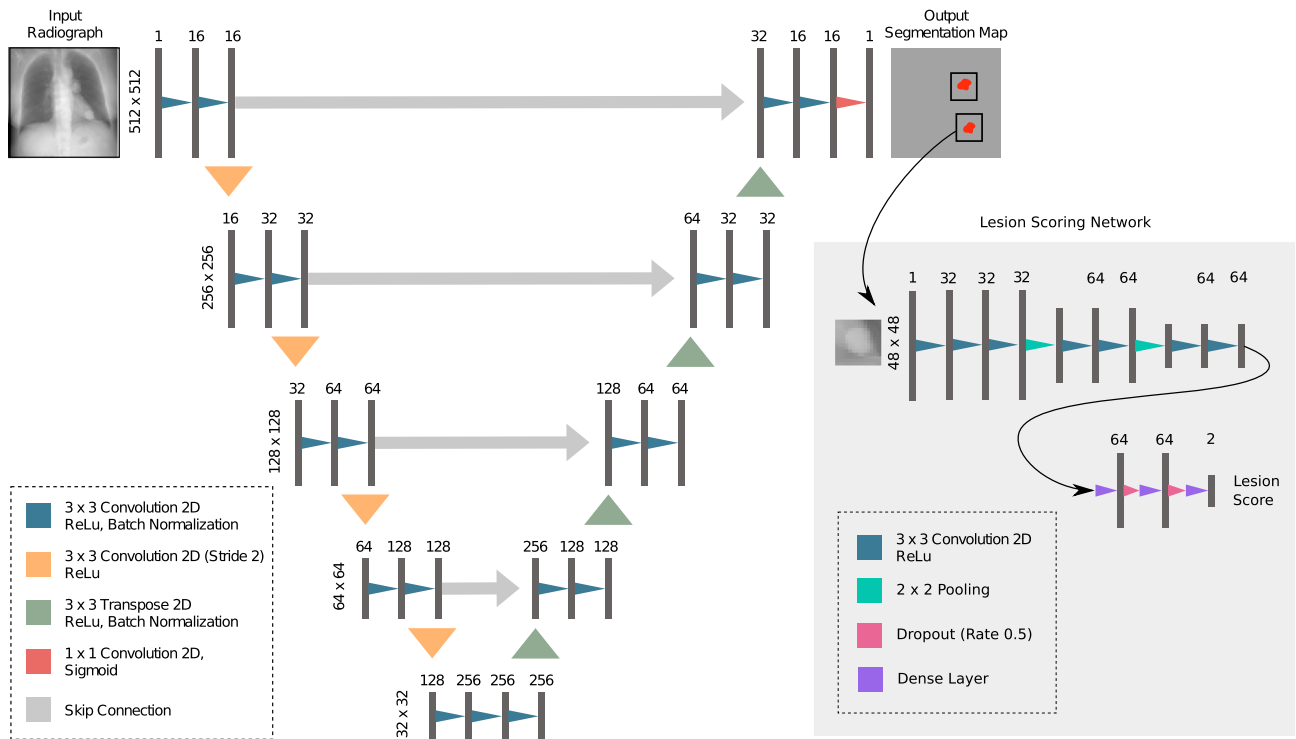 Input
Radiograph
Output
Segmentation Map
1 16 16
32 16 16 1
512 x 512
16 32 32
64 32 32
256 x 256
Lesion Scoring Network
1 32 32 32 64 64 64 64
48 x 48
32 64 64
128 64 64
128 x 128
64 64 2
Lesion
Score
64 128 128
256 128 128
64 x 64
128 256 256 256
32 x 32
3 x 3 Convolution 2D
ReLu, Batch Normalization
3 x 3 Convolution 2D (Stride 2)
ReLu
3 x 3 Transpose 2D
ReLu, Batch Normalization
1 x 1 Convolution 2D,
Sigmoid
Skip Connection
3 x 3 Convolution 2D
ReLu
2 x 2 Pooling
Dropout (Rate 0.5)
Dense Layer